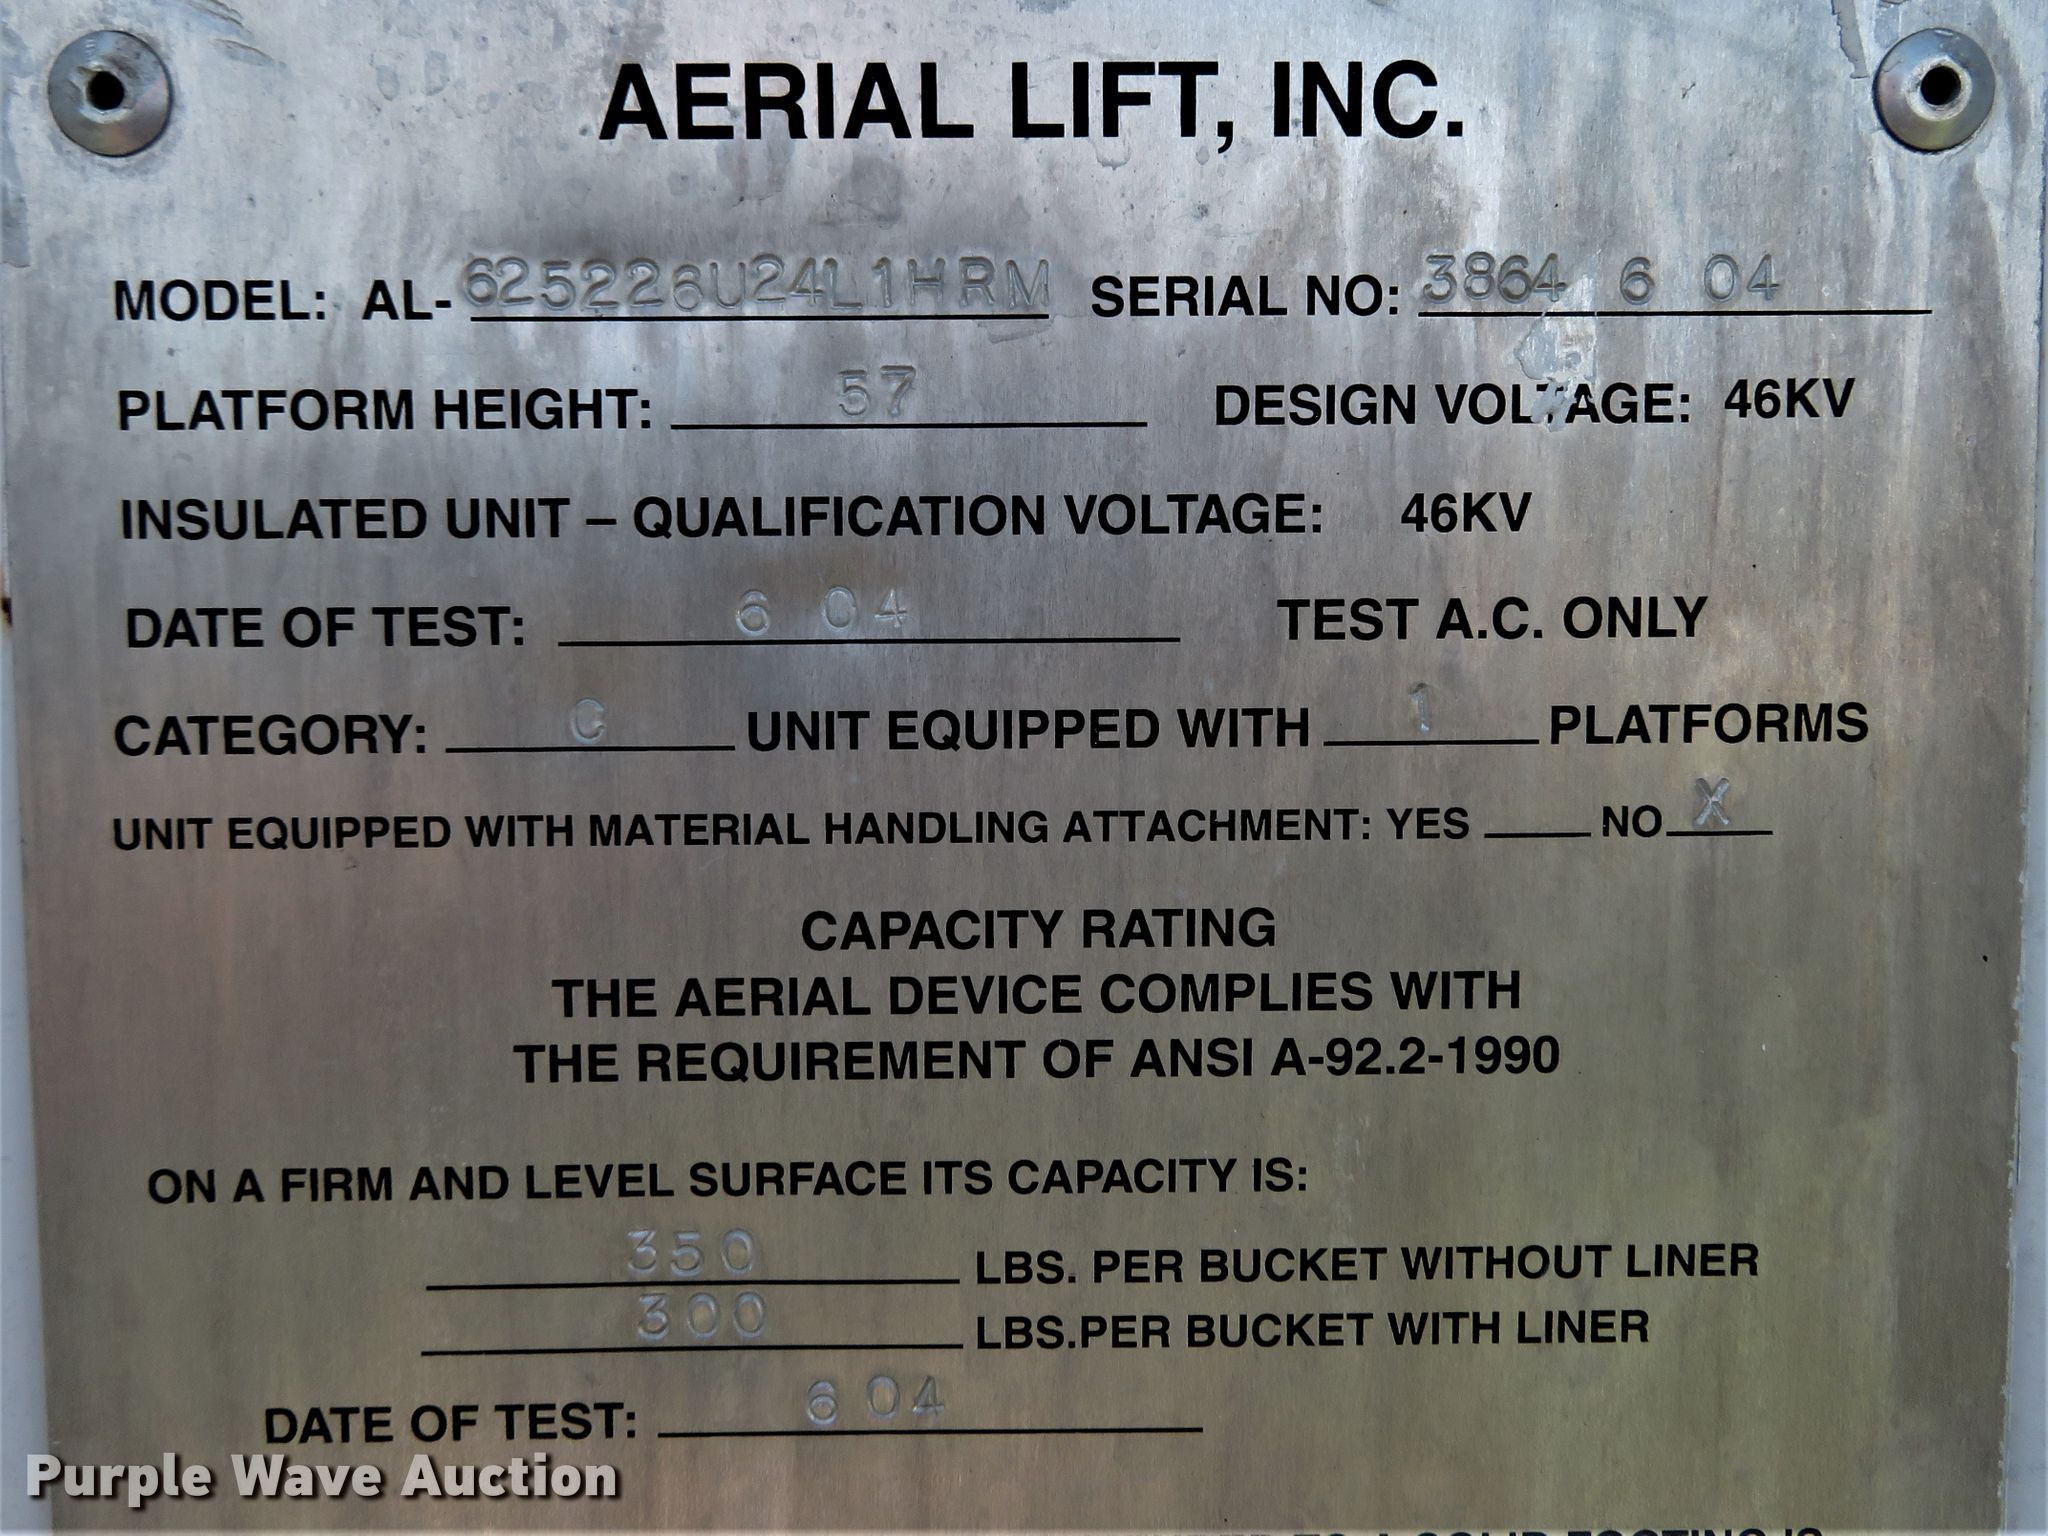 AERIAL LIFT, INC.
MODEL: AL- 625226U24L1HRM SERIAL NO: 3864 6 04
PLATFORM HEIGHT: 57 DESIGN VOLTAGE: 46KV
INSULATED UNIT – QUALIFICATION VOLTAGE: 46KV
DATE OF TEST: 6 04 TEST A.C. ONLY
CATEGORY: C UNIT EQUIPPED WITH 1 PLATFORMS
UNIT EQUIPPED WITH MATERIAL HANDLING ATTACHMENT: YES NO X
CAPACITY RATING
THE AERIAL DEVICE COMPLIES WITH
THE REQUIREMENT OF ANSI A-92.2-1990
ON A FIRM AND LEVEL SURFACE ITS CAPACITY IS:
350 LBS. PER BUCKET WITHOUT LINER
300 LBS.PER BUCKET WITH LINER
DATE OF TEST: 6 04
Purple Wave Auction
TO A SOLID FOOTING IS